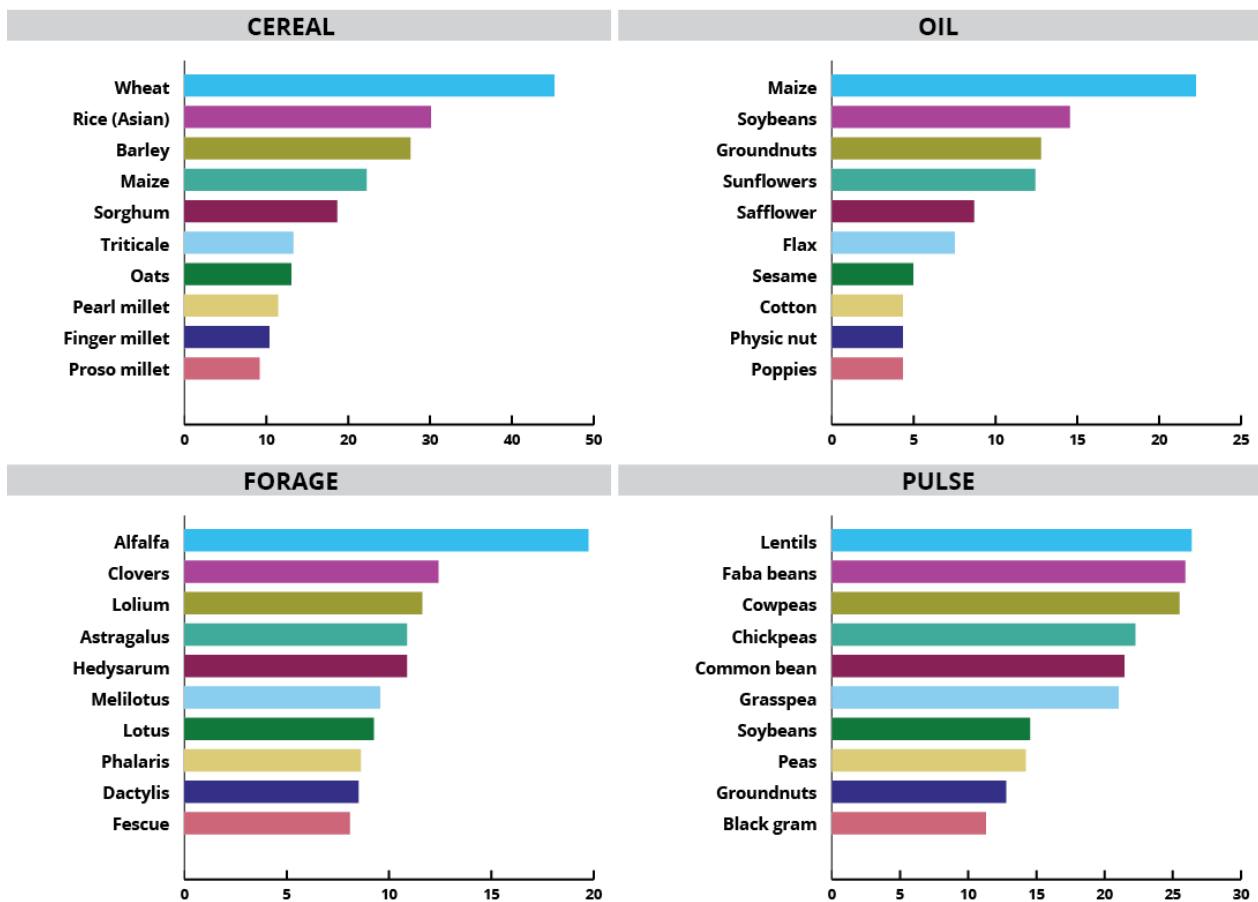 CEREAL
Wheat
Rice (Asian)
Barley
Maize
Sorghum
Triticale
Oats
Pearl millet
Finger millet
Proso millet
0 10 20 30 40 50
OIL
Maize
Soybeans
Groundnuts
Sunflowers
Safflower
Flax
Sesame
Cotton
Physic nut
Poppies
0 5 10 15 20 25
FORAGE
Alfalfa
Clovers
Lolium
Astragalus
Hedysarum
Melilotus
Lotus
Phalaris
Dactylis
Fescue
0 5 10 15 20
PULSE
Lentils
Faba beans
Cowpeas
Chickpeas
Common bean
Grasspea
Soybeans
Peas
Groundnuts
Black gram
0 5 10 15 20 25 30